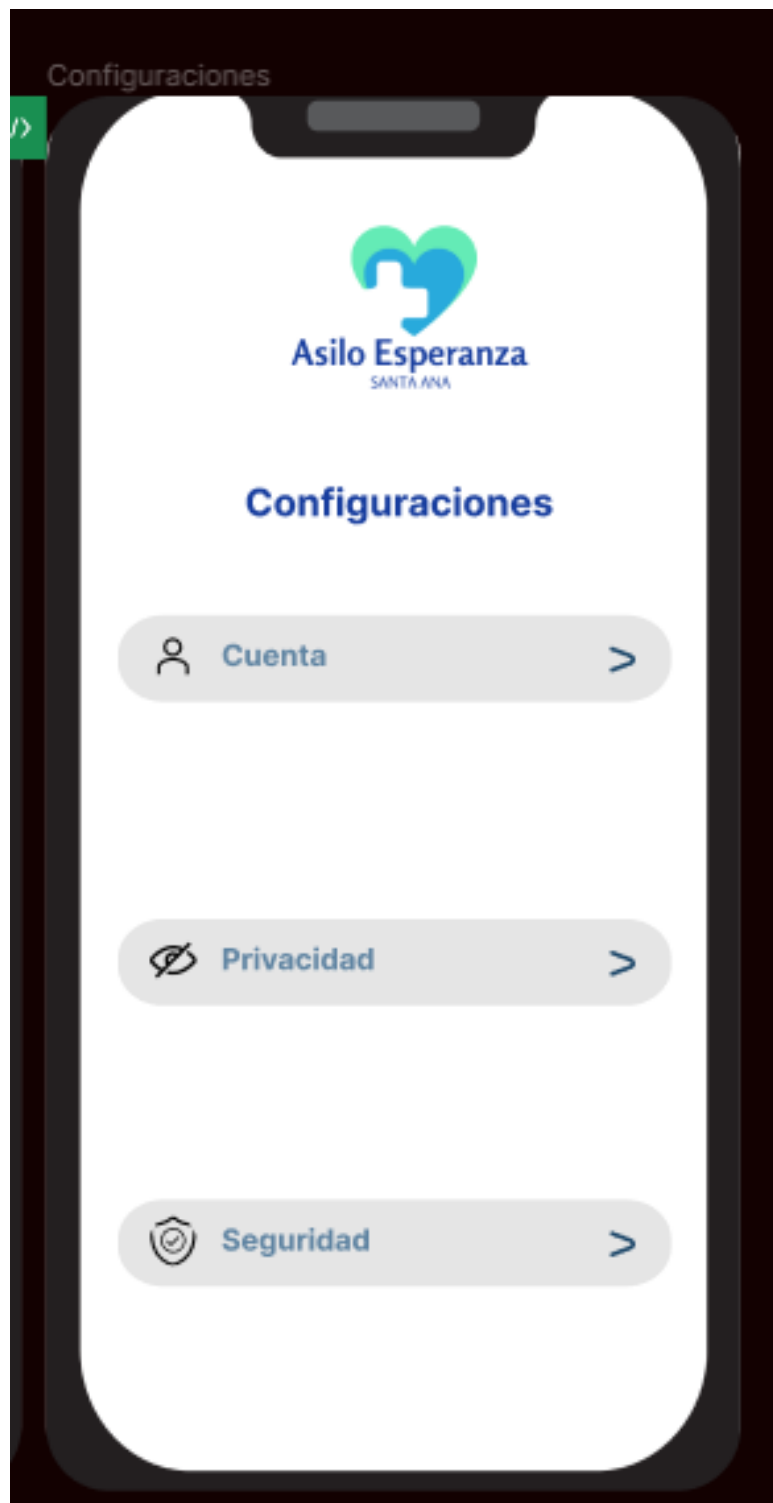 Configuraciones
Asilo Esperanza
SANTA ANA
Configuraciones
Cuenta >
Privacidad >
Seguridad >